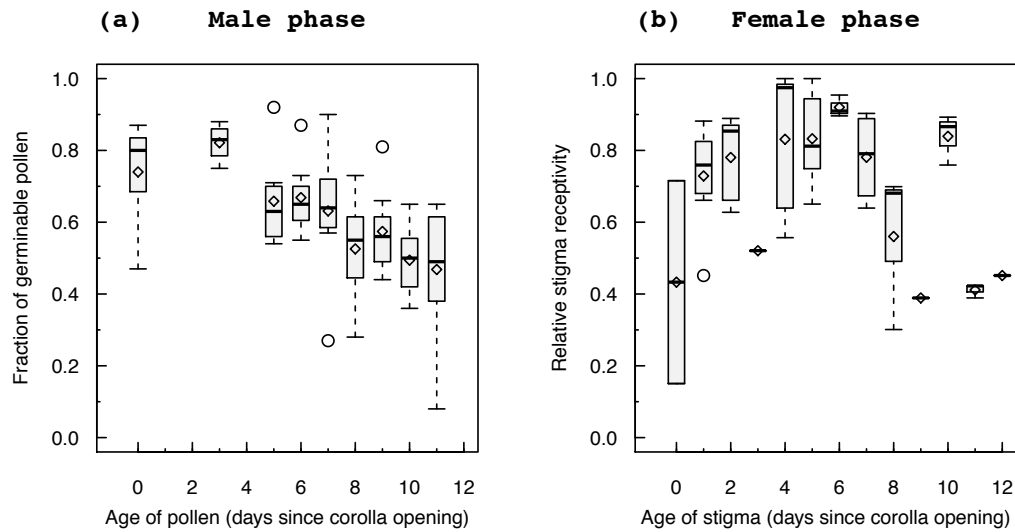 (a) Male phase
(b) Female phase
Fraction of germinable pollen
1.0
0.8
0.6
0.4
0.2
0.0
0 2 4 6 8 10 12
Age of pollen (days since corolla opening)
Relative stigma receptivity
1.0
0.8
0.6
0.4
0.2
0.0
0 2 4 6 8 10 12
Age of stigma (days since corolla opening)